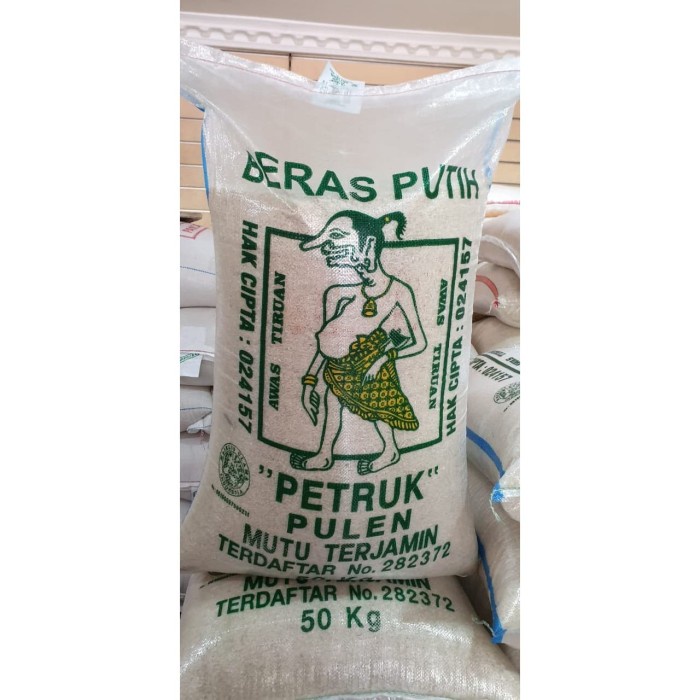 BERAS PUTIH
HAK CIPTA : 024157
AWAS TIRUAN
AWAS TIRUAN
HAK CIPTA : 024157
"PETRUK"
PULEN
MUTU TERJAMIN
TERDAFTAR No. 282372
TERDAFTAR No. 282372
50 Kg